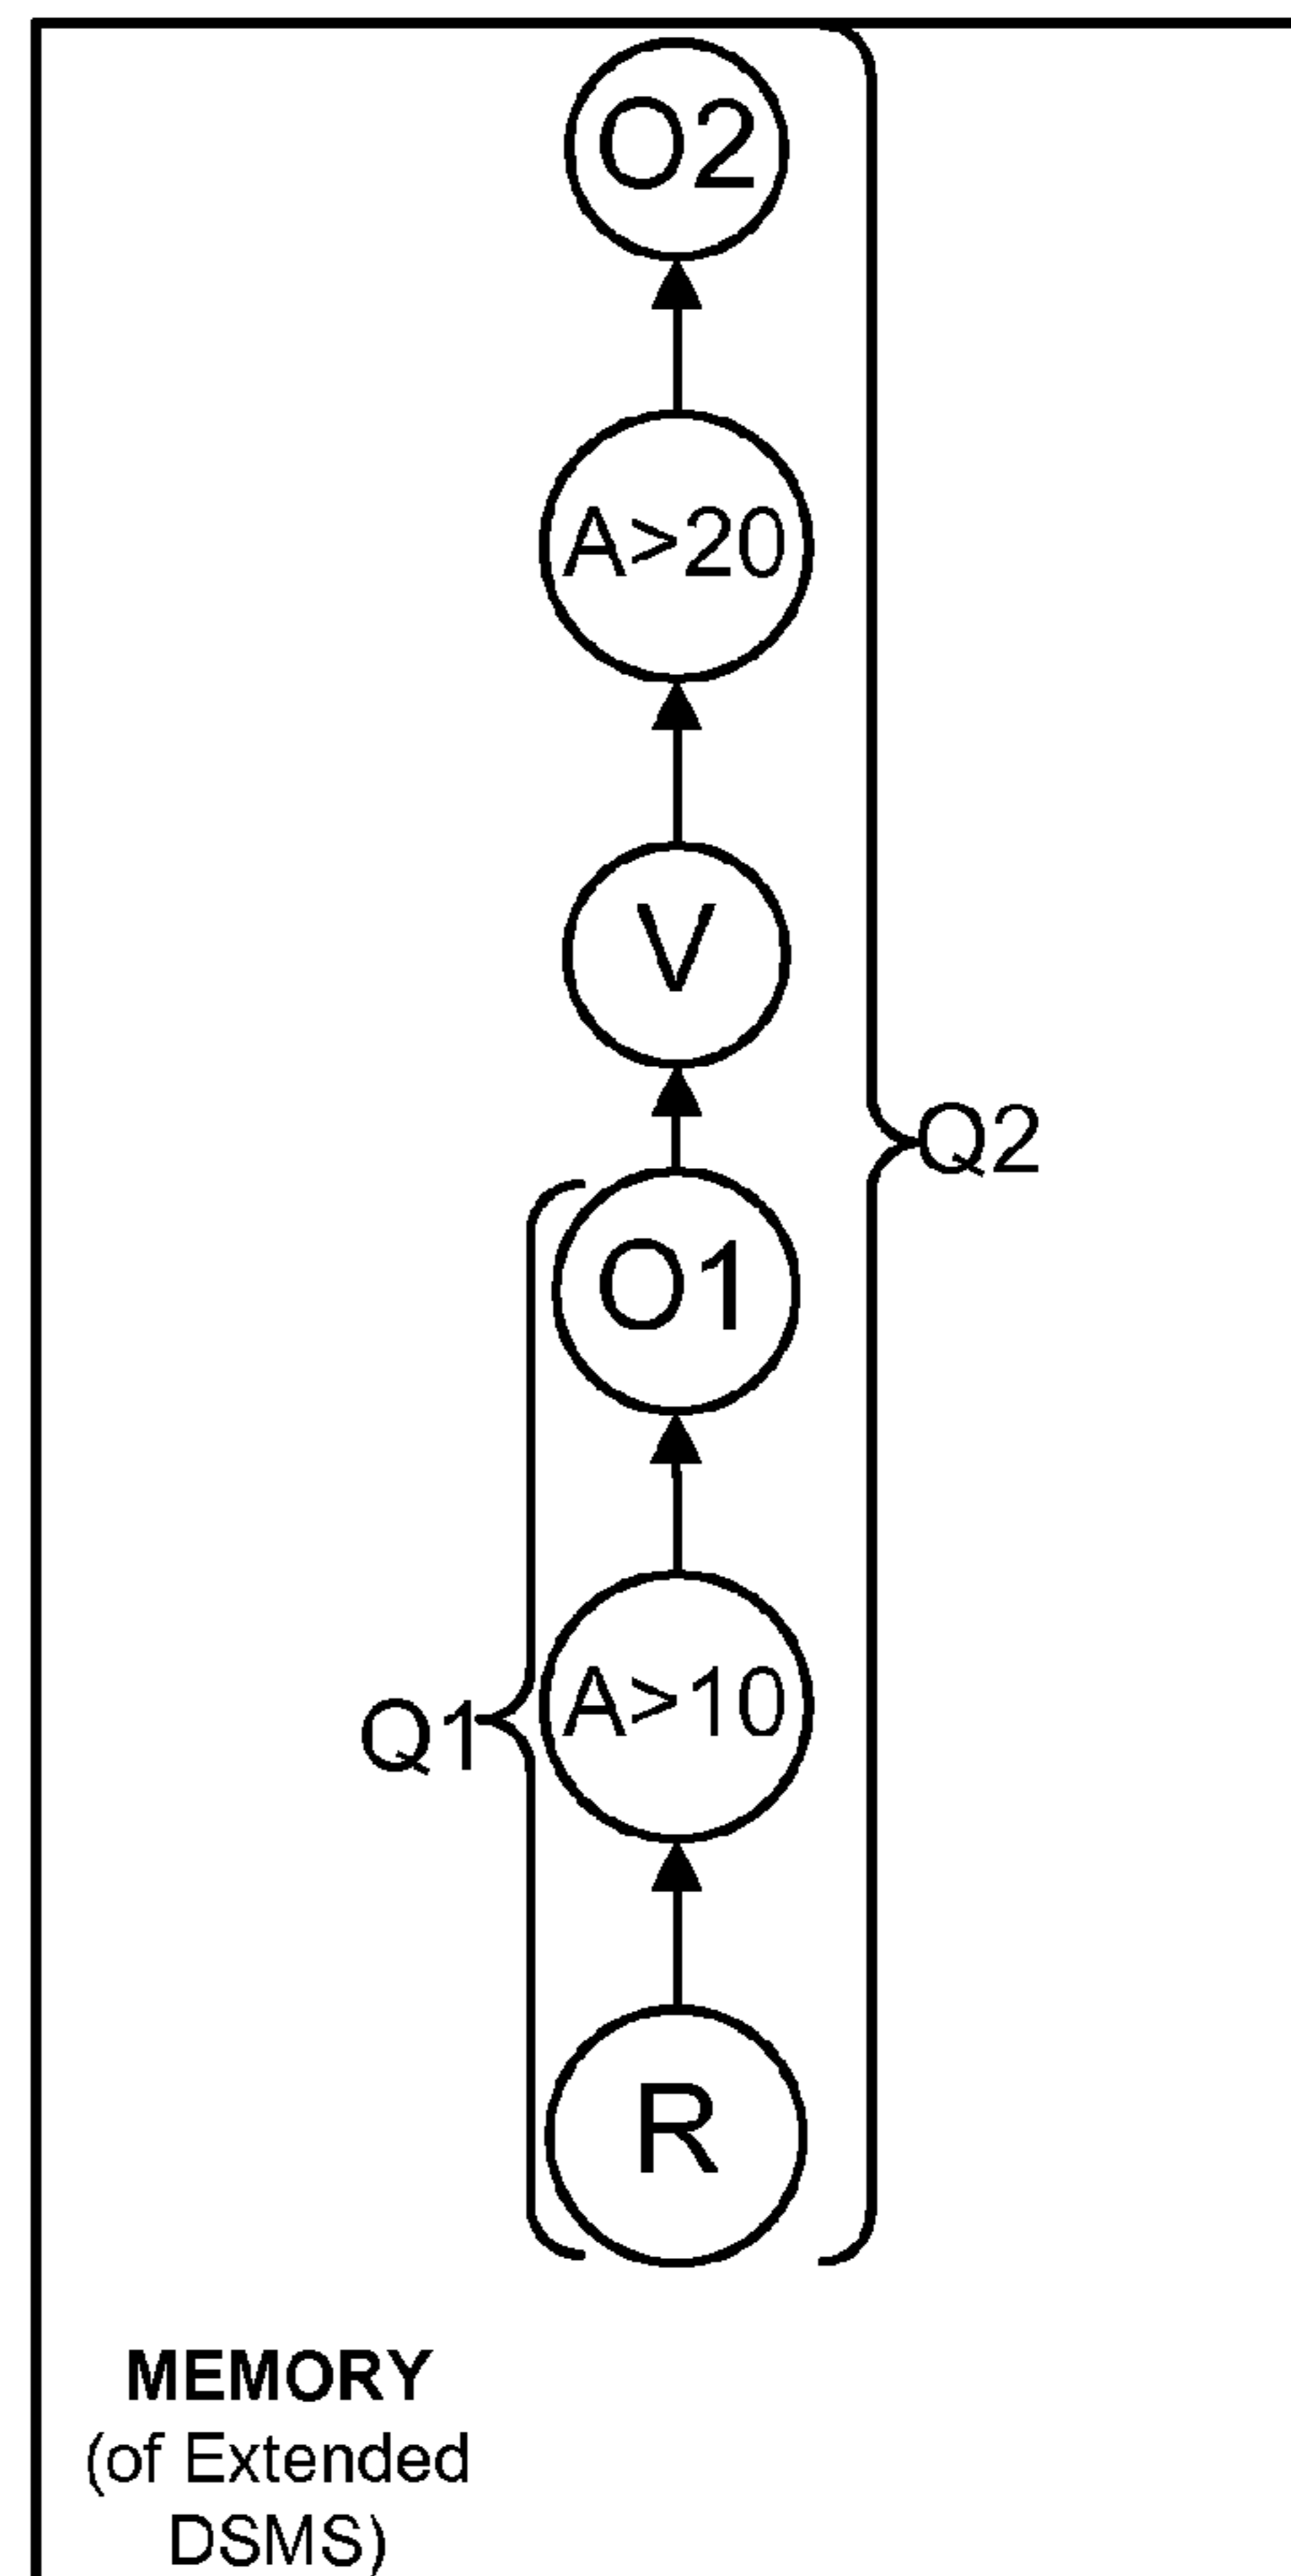 O2
A>20
V
Q2
O1
A>10
Q1
R
MEMORY
(of Extended
DSMS)